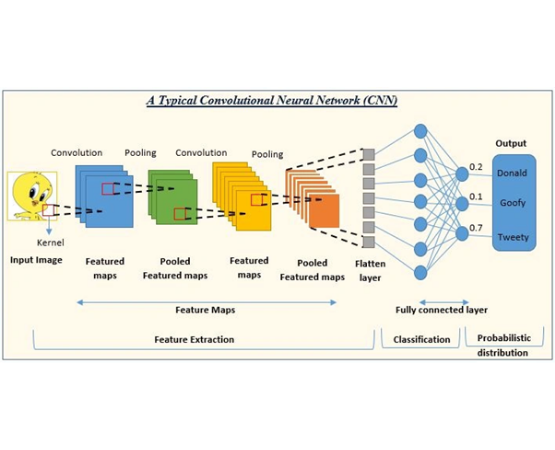 A Typical Convolutional Neural Network (CNN)
Convolution
Pooling
Convolution
Pooling
Output
0.2
Donald
0.1
Goofy
0.7
Tweety
Kernel
Input Image
Featured
maps
Pooled
Featured maps
Featured
maps
Pooled
Featured maps
Flatten
layer
Feature Maps
Fully connected layer
Feature Extraction
Classification
Probabilistic
distribution